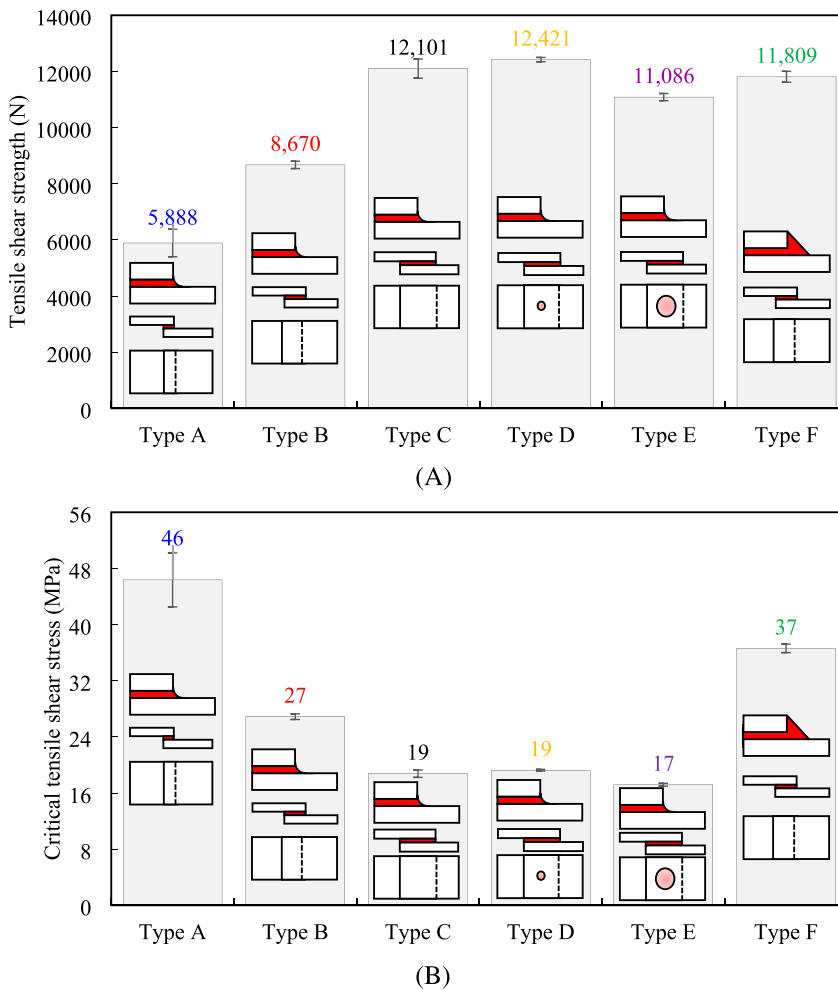 14000
12000
10000
8000
6000
4000
2000
0
Tensile shear strength (N)
5,888
8,670
12,101
12,421
11,086
11,809
Type A
Type B
Type C
Type D
Type E
Type F
(A)
56
48
40
32
24
16
8
0
Critical tensile shear stress (MPa)
46
27
19
19
17
37
Type A
Type B
Type C
Type D
Type E
Type F
(B)